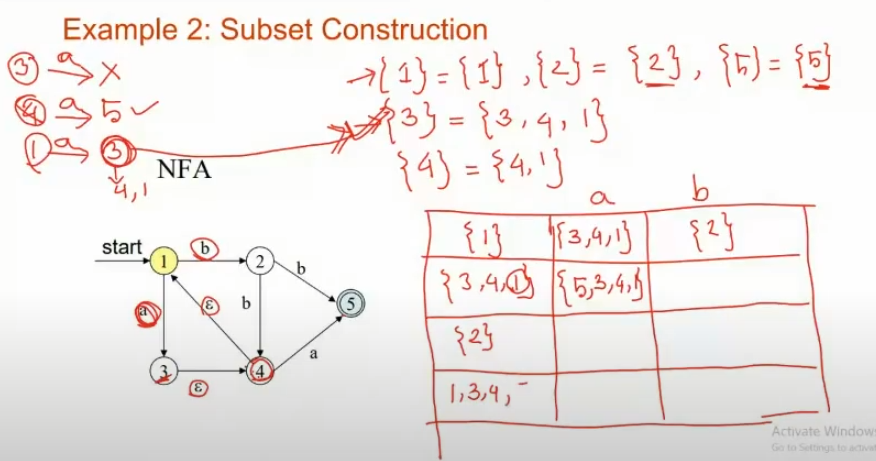 Example 2: Subset Construction
③ a→ X
④ a→ 5 ✓
① a→ ③
↓
4,1
→{1} = {1} , {2} = {2} , {5} = {5}
{3} = {3,4,1}
{4} = {4,1}
NFA
a b
{1} {3,4,1} {2}
{3,4,1} {5,3,4,1}
{2}
1,3,4,-
start 1 b 2 b
a ε b 5
3 ε 4 a
Activate Windows
Go to Settings to activat